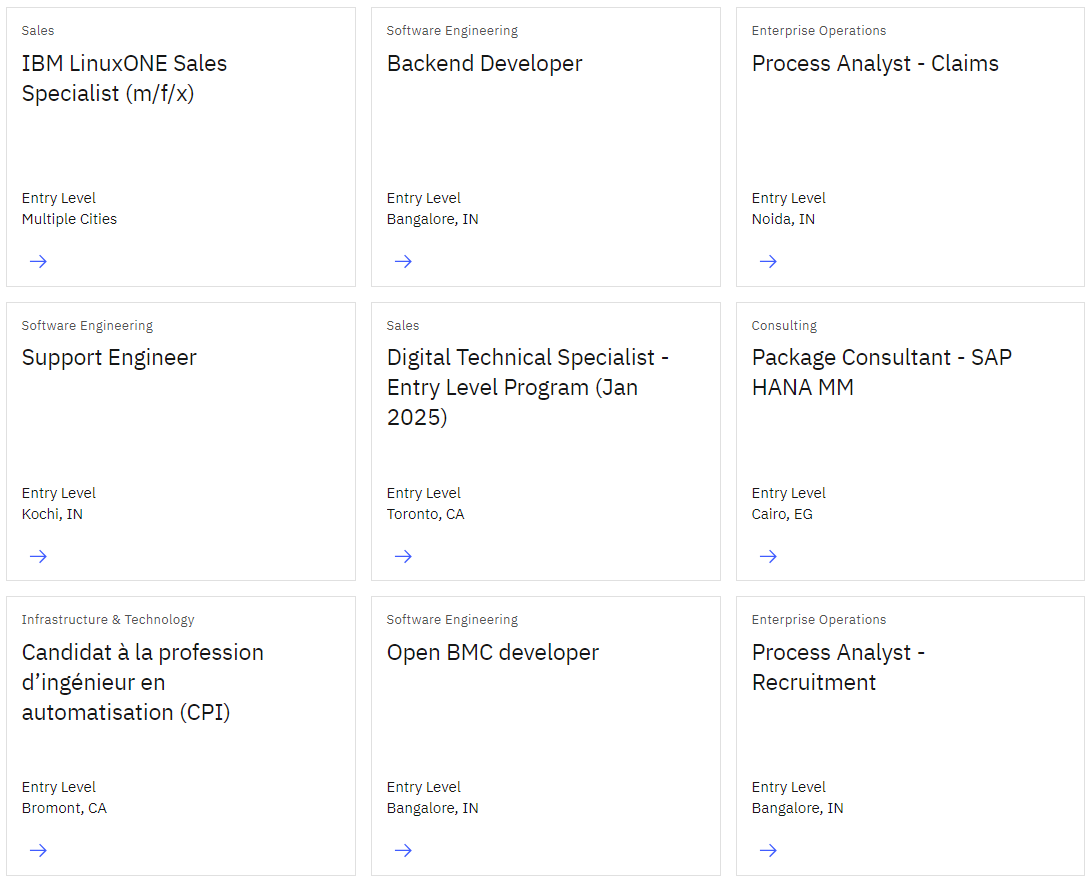 Sales
IBM LinuxONE Sales
Specialist (m/f/x)
Entry Level
Multiple Cities
Software Engineering
Backend Developer
Entry Level
Bangalore, IN
Enterprise Operations
Process Analyst - Claims
Entry Level
Noida, IN
Software Engineering
Support Engineer
Entry Level
Kochi, IN
Sales
Digital Technical Specialist -
Entry Level Program (Jan
2025)
Entry Level
Toronto, CA
Consulting
Package Consultant - SAP
HANA MM
Entry Level
Cairo, EG
Infrastructure & Technology
Candidat à la profession
d’ingénieur en
automatisation (CPI)
Entry Level
Bromont, CA
Software Engineering
Open BMC developer
Entry Level
Bangalore, IN
Enterprise Operations
Process Analyst -
Recruitment
Entry Level
Bangalore, IN